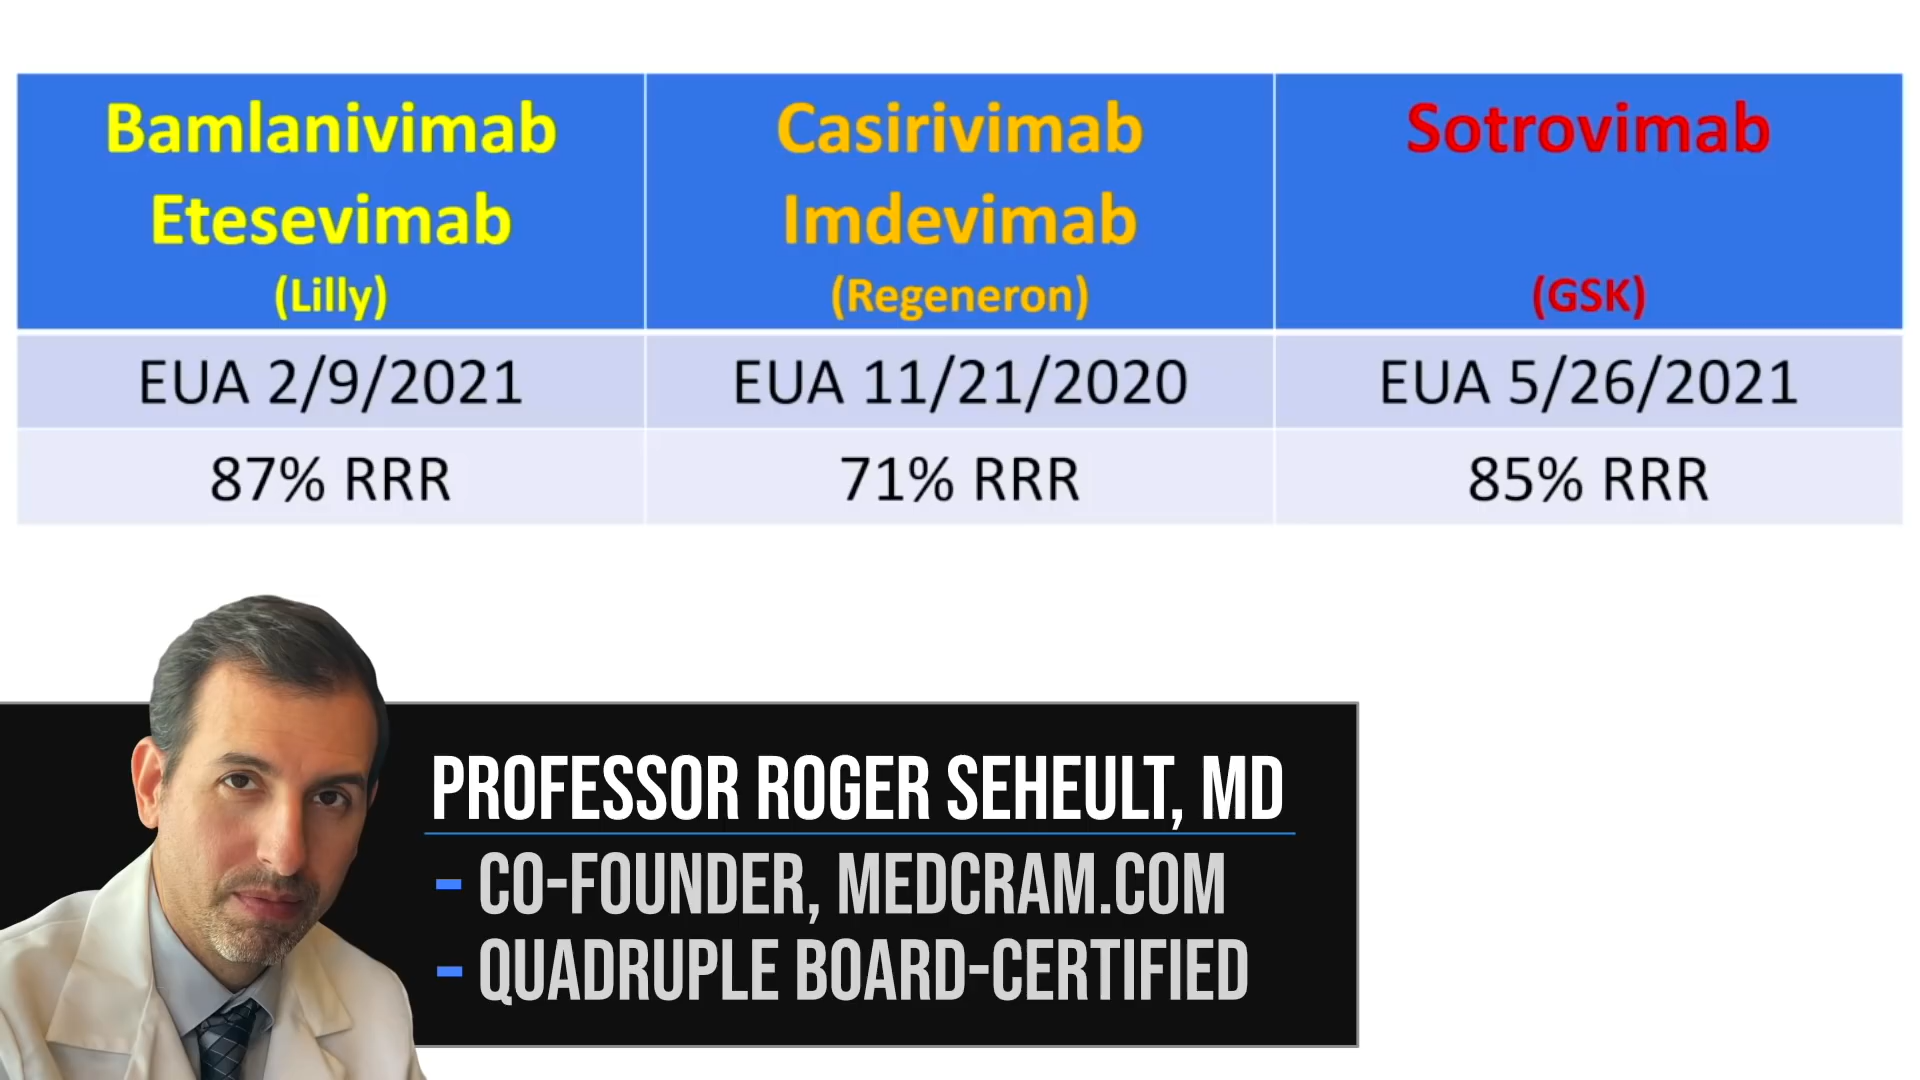 Bamlanivimab
Etesevimab
(Lilly)
Casirivimab
Imdevimab
(Regeneron)
Sotrovimab
(GSK)
EUA 2/9/2021
EUA 11/21/2020
EUA 5/26/2021
87% RRR
71% RRR
85% RRR
PROFESSOR ROGER SEHEULT, MD
- CO-FOUNDER, MEDCRAM.COM
- QUADRUPLE BOARD-CERTIFIED